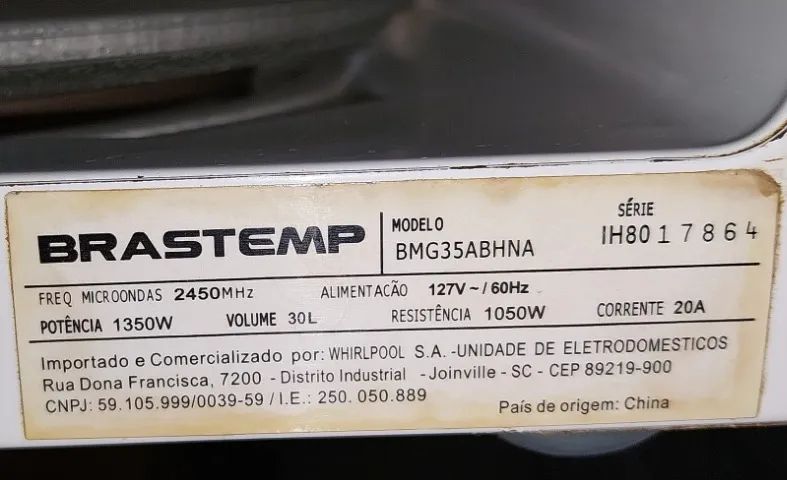 BRASTEMP
MODELO
BMG35ABHNA
SÉRIE
IH8017864
FREQ MICROONDAS 2450MHz ALIMENTACÃO 127V~/60Hz
POTÊNCIA 1350W VOLUME 30L RESISTÊNCIA 1050W CORRENTE 20A
Importado e Comercializado por: WHIRLPOOL S.A.-UNIDADE DE ELETRODOMESTICOS
Rua Dona Francisca, 7200 - Distrito Industrial - Joinville - SC - CEP 89219-900
CNPJ: 59.105.999/0039-59 / I.E.: 250.050.889 País de origem: China